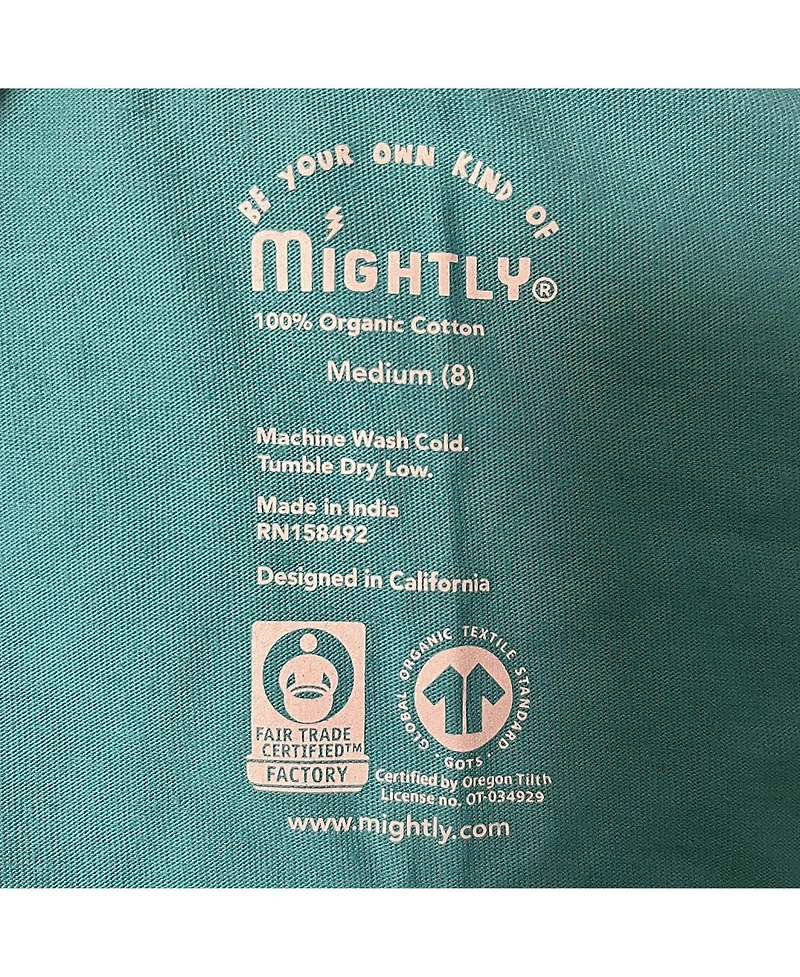 BE YOUR OWN KIND OF
MiGHTLY®
100% Organic Cotton
Medium (8)
Machine Wash Cold.
Tumble Dry Low.
Made in India
RN158492
Designed in California
FAIR TRADE
CERTIFIED™
FACTORY
GLOBAL ORGANIC TEXTILE STANDARD
· GOTS ·
Certified by Oregon Tilth
License no. OT-034929
www.mightly.com